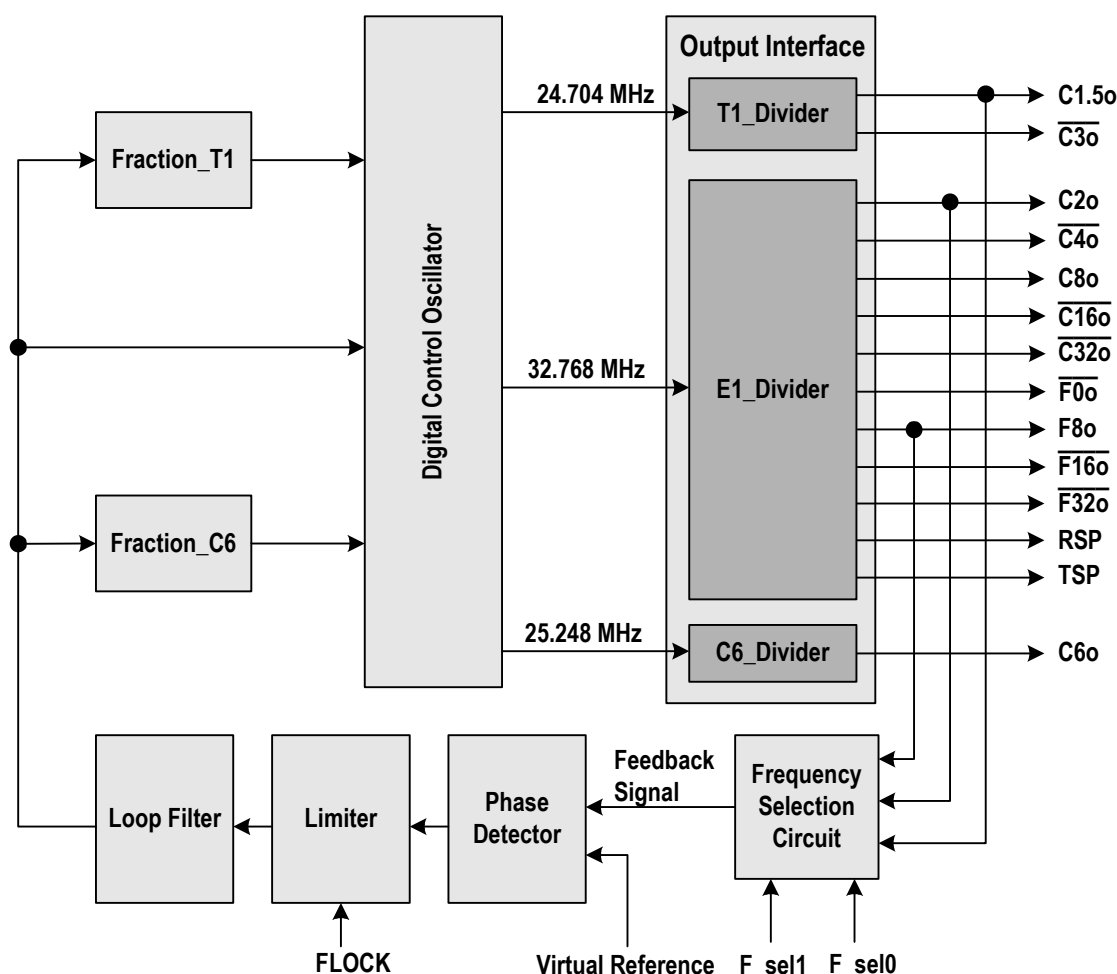 Output Interface
24.704 MHz
T1_Divider
C1.5o
C3o
Fraction_T1
C2o
C4o
C8o
C16o
C32o
Digital Control Oscillator
32.768 MHz
E1_Divider
F0o
F8o
F16o
F32o
Fraction_C6
RSP
TSP
25.248 MHz
C6_Divider
C6o
Loop Filter
Limiter
Phase
Detector
Feedback
Signal
Frequency
Selection
Circuit
FLOCK
Virtual Reference
F_sel1
F_sel0